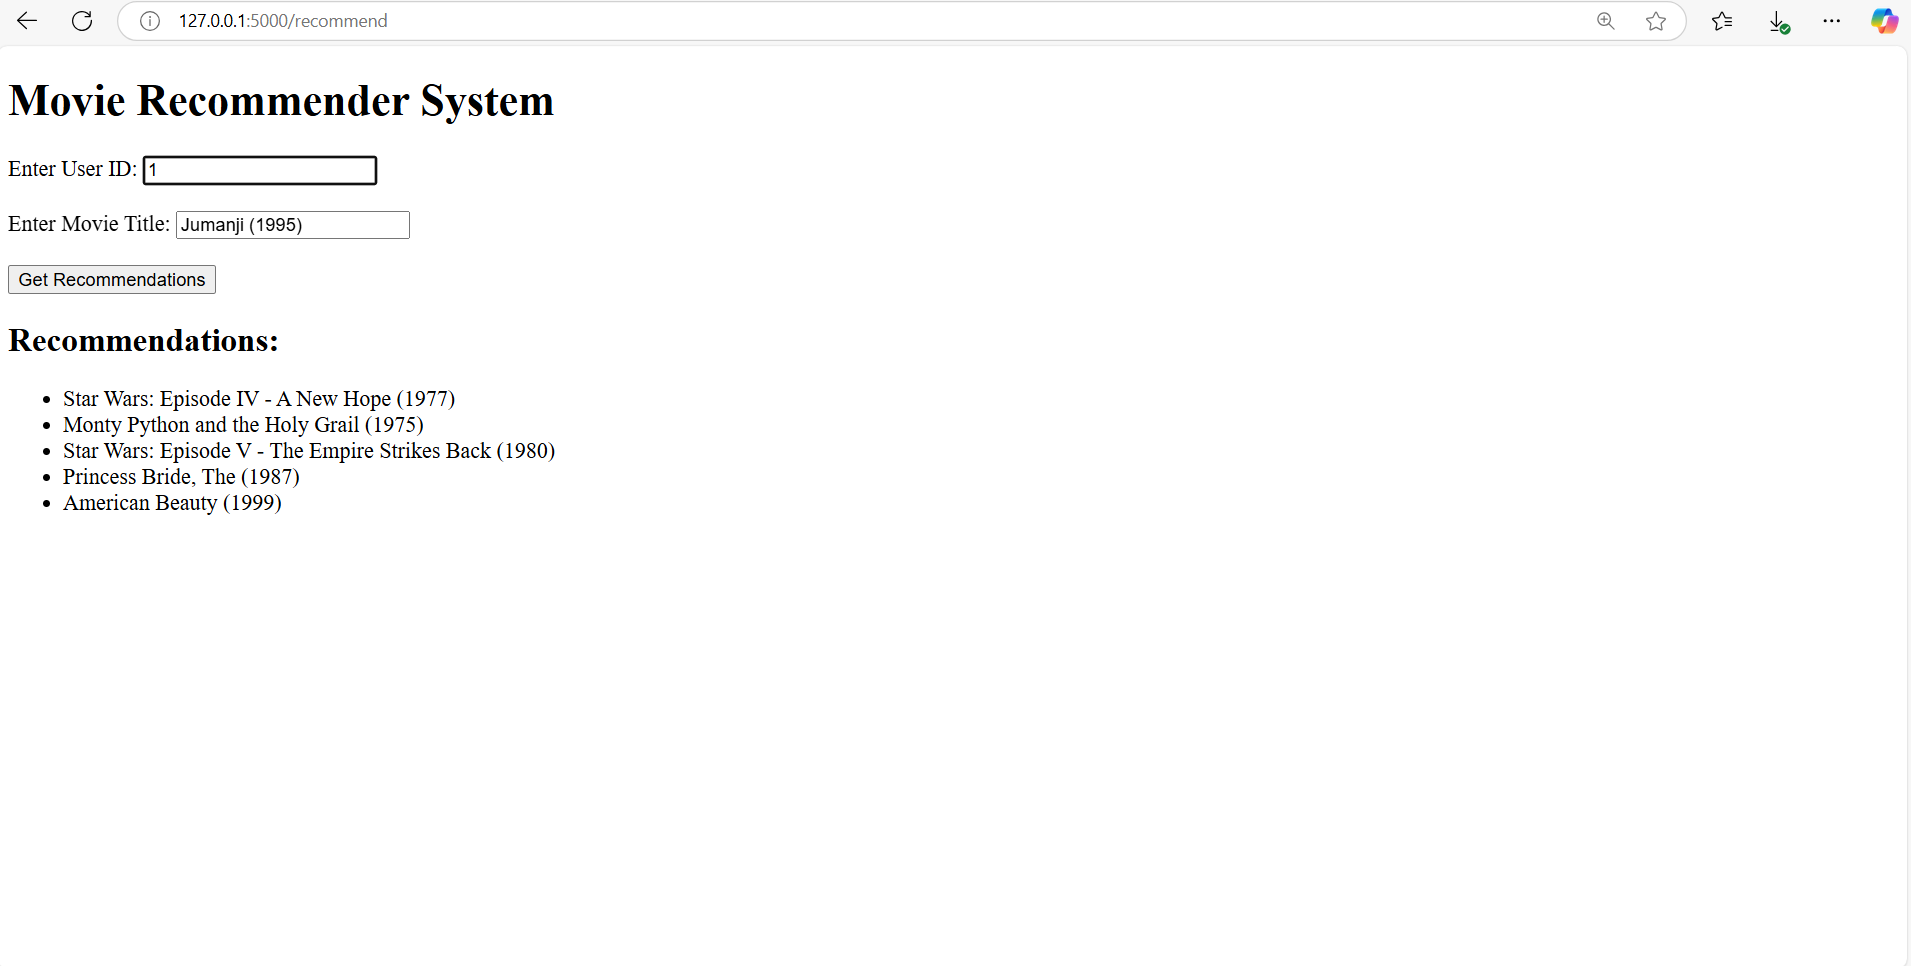 127.0.0.1:5000/recommend
Movie Recommender System
Enter User ID: 1
Enter Movie Title: Jumanji (1995)
Get Recommendations
Recommendations:
• Star Wars: Episode IV - A New Hope (1977)
• Monty Python and the Holy Grail (1975)
• Star Wars: Episode V - The Empire Strikes Back (1980)
• Princess Bride, The (1987)
• American Beauty (1999)